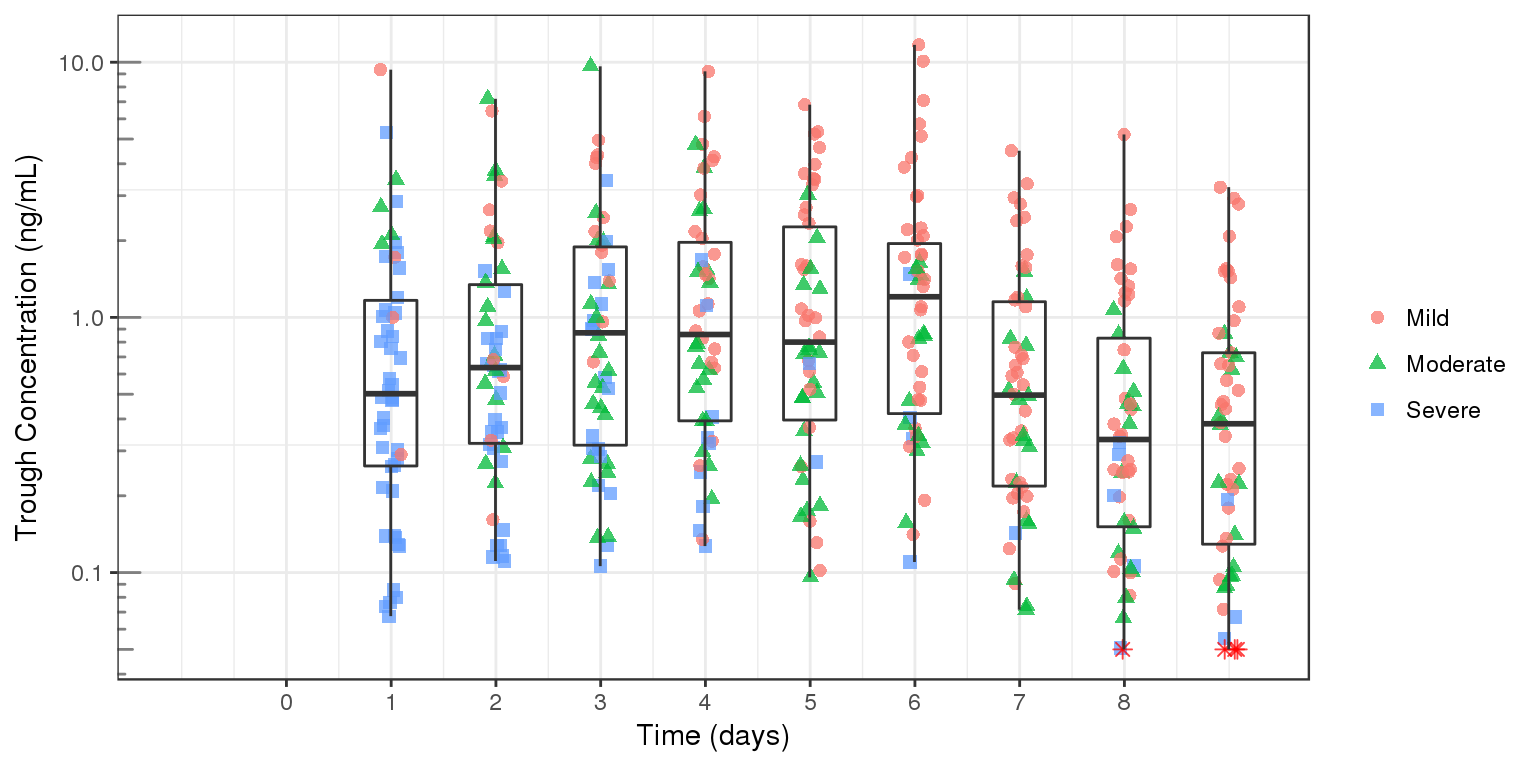 Trough Concentration (ng/mL)
10.0
1.0
0.1
0 1 2 3 4 5 6 7 8
Time (days)
Mild
Moderate
Severe